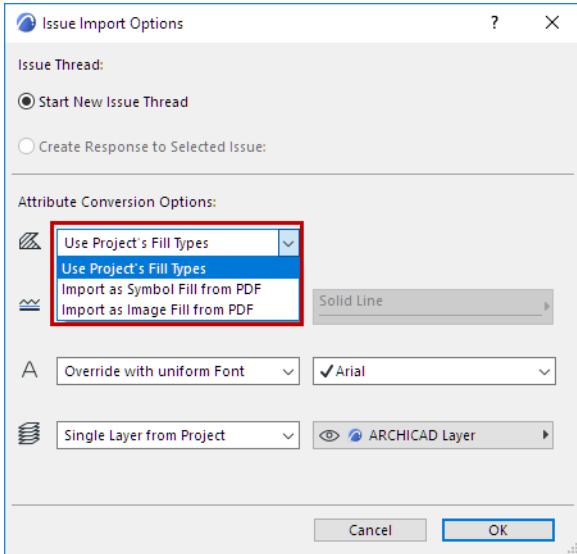 Issue Import Options
Issue Thread:
Start New Issue Thread
Create Response to Selected Issue:
Attribute Conversion Options:
Use Project's Fill Types
Use Project's Fill Types
Import as Symbol Fill from PDF
Import as Image Fill from PDF
Solid Line
Override with uniform Font
Arial
Single Layer from Project
ARCHICAD Layer
Cancel
OK